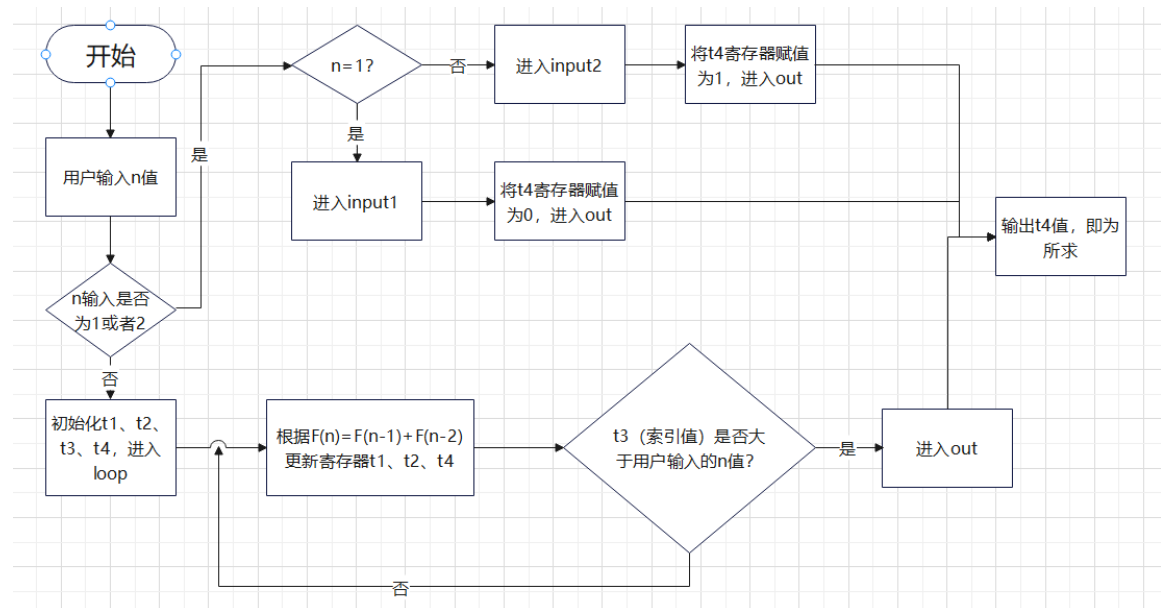 开始
用户输入n值
n输入是否
为1或者2
是
否
n=1?
否
是
进入input2
将t4寄存器赋值
为1，进入out
进入input1
将t4寄存器赋值
为0，进入out
输出t4值，即为
所求
初始化t1、t2、
t3、t4，进入
loop
根据F(n)=F(n-1)+F(n-2)
更新寄存器t1、t2、t4
t3（索引值）是否大
于用户输入的n值？
是
否
进入out